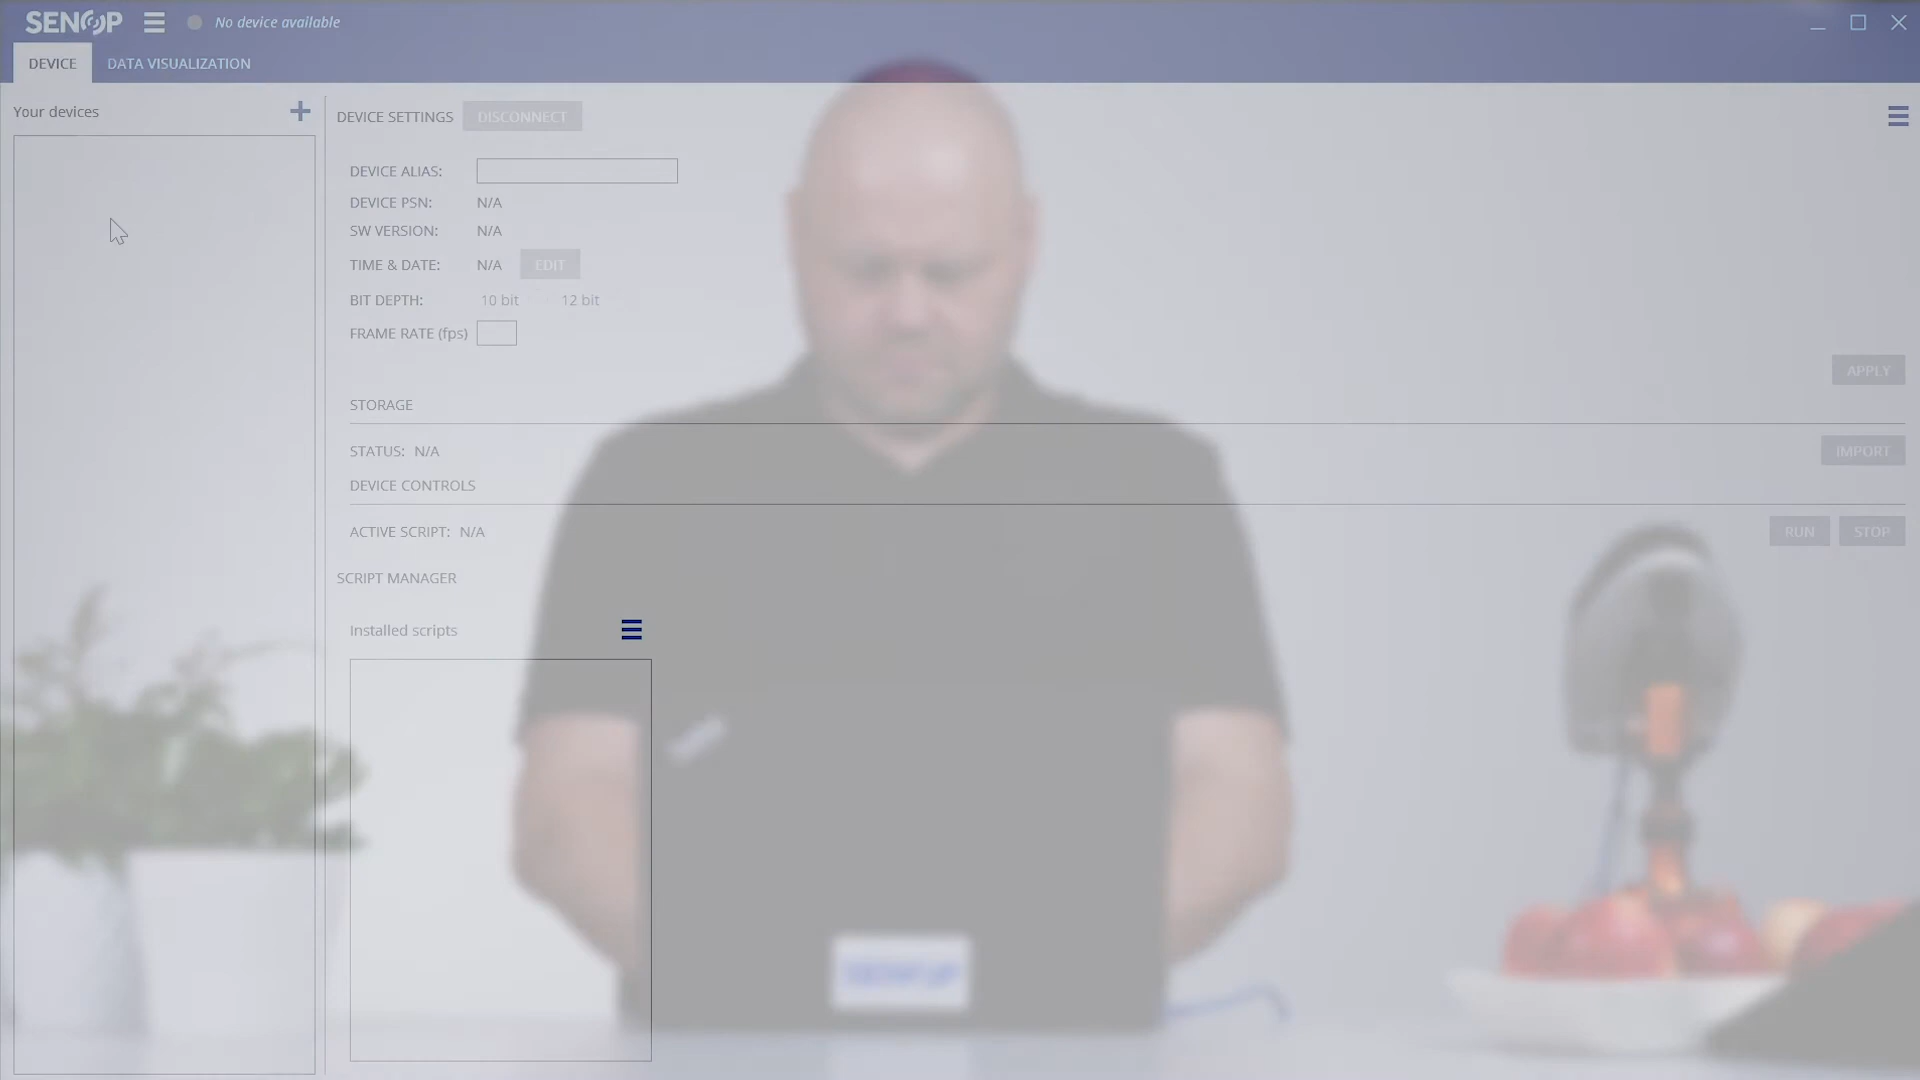 SENOP
No device available
DEVICE
DATA VISUALIZATION
Your devices
DEVICE SETTINGS
DISCONNECT
DEVICE ALIAS:
DEVICE PSN:
N/A
SW VERSION:
N/A
TIME & DATE:
N/A
EDIT
BIT DEPTH:
10 bit
12 bit
FRAME RATE (fps)
APPLY
STORAGE
STATUS: N/A
IMPORT
DEVICE CONTROLS
ACTIVE SCRIPT: N/A
RUN
STOP
SCRIPT MANAGER
Installed scripts
SENOP